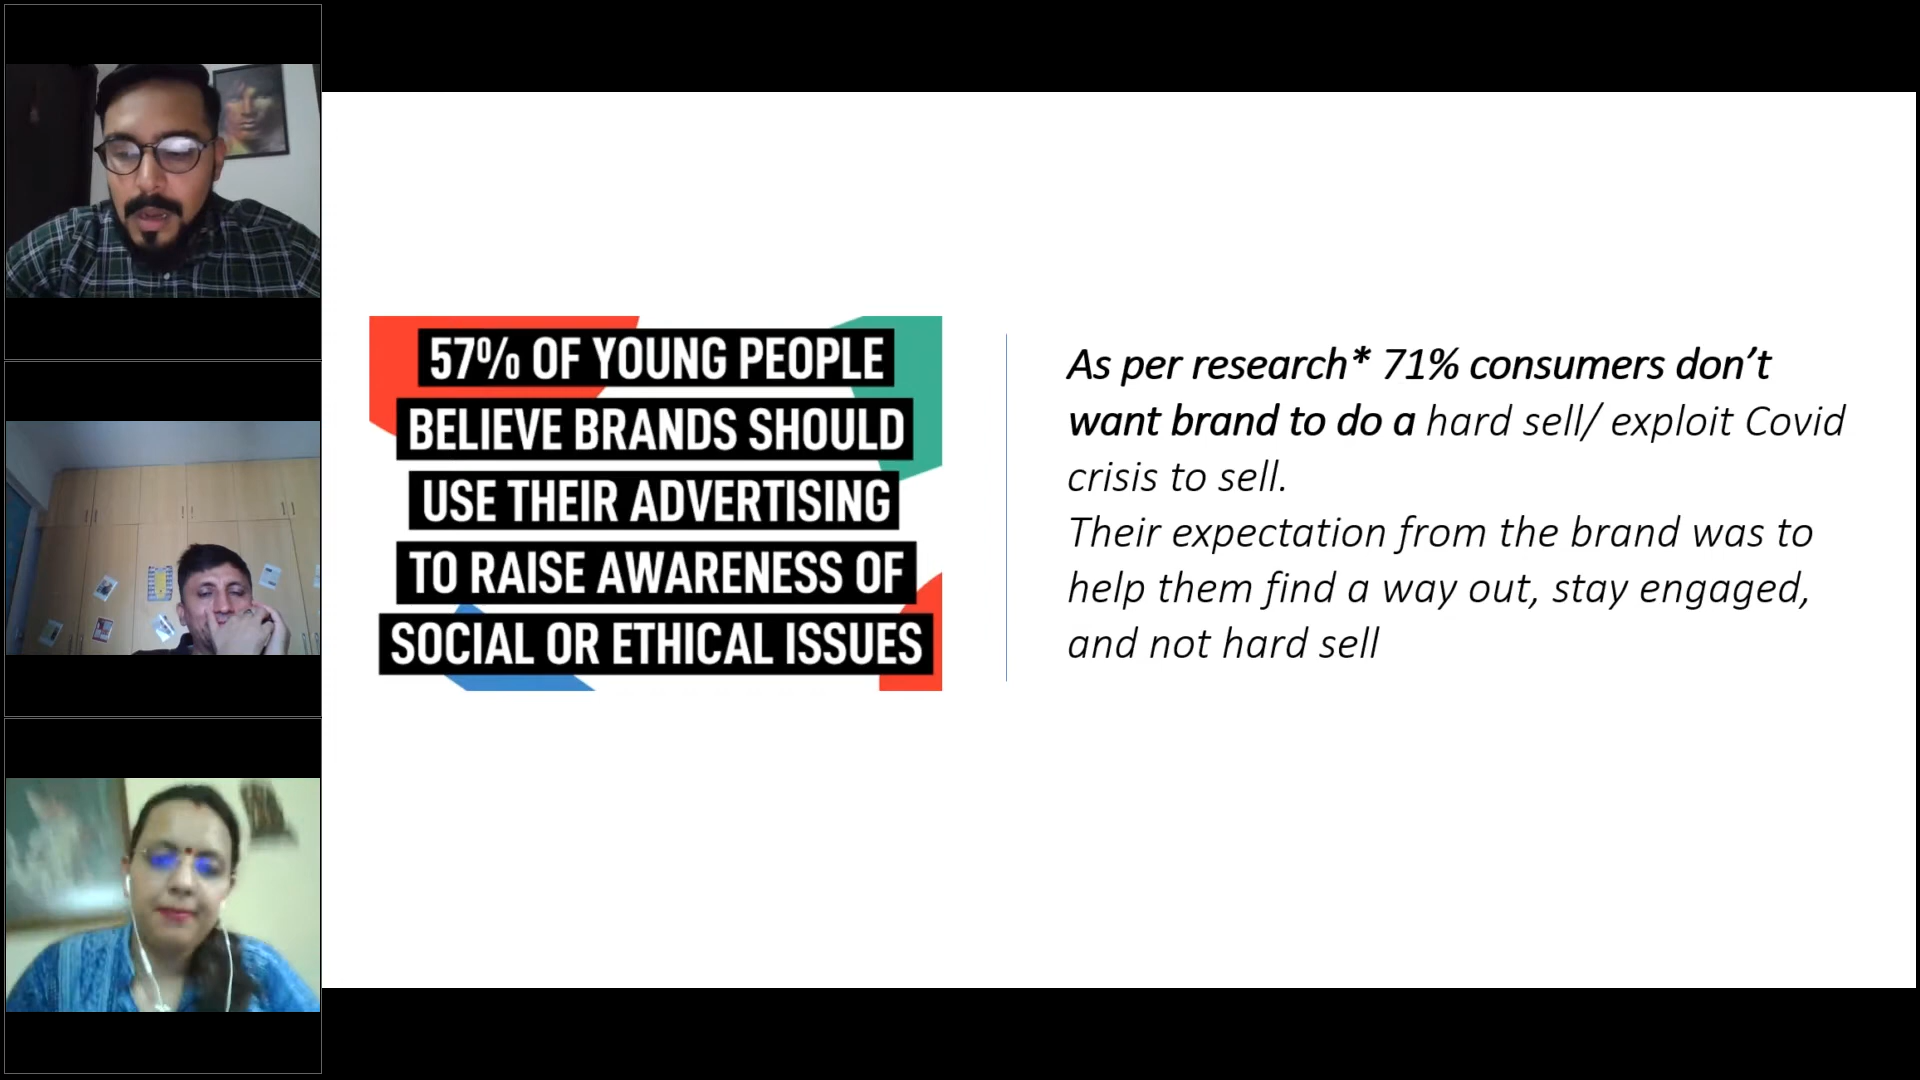 57% OF YOUNG PEOPLE
BELIEVE BRANDS SHOULD
USE THEIR ADVERTISING
TO RAISE AWARENESS OF
SOCIAL OR ETHICAL ISSUES
As per research* 71% consumers don’t
want brand to do a hard sell/ exploit Covid
crisis to sell.
Their expectation from the brand was to
help them find a way out, stay engaged,
and not hard sell